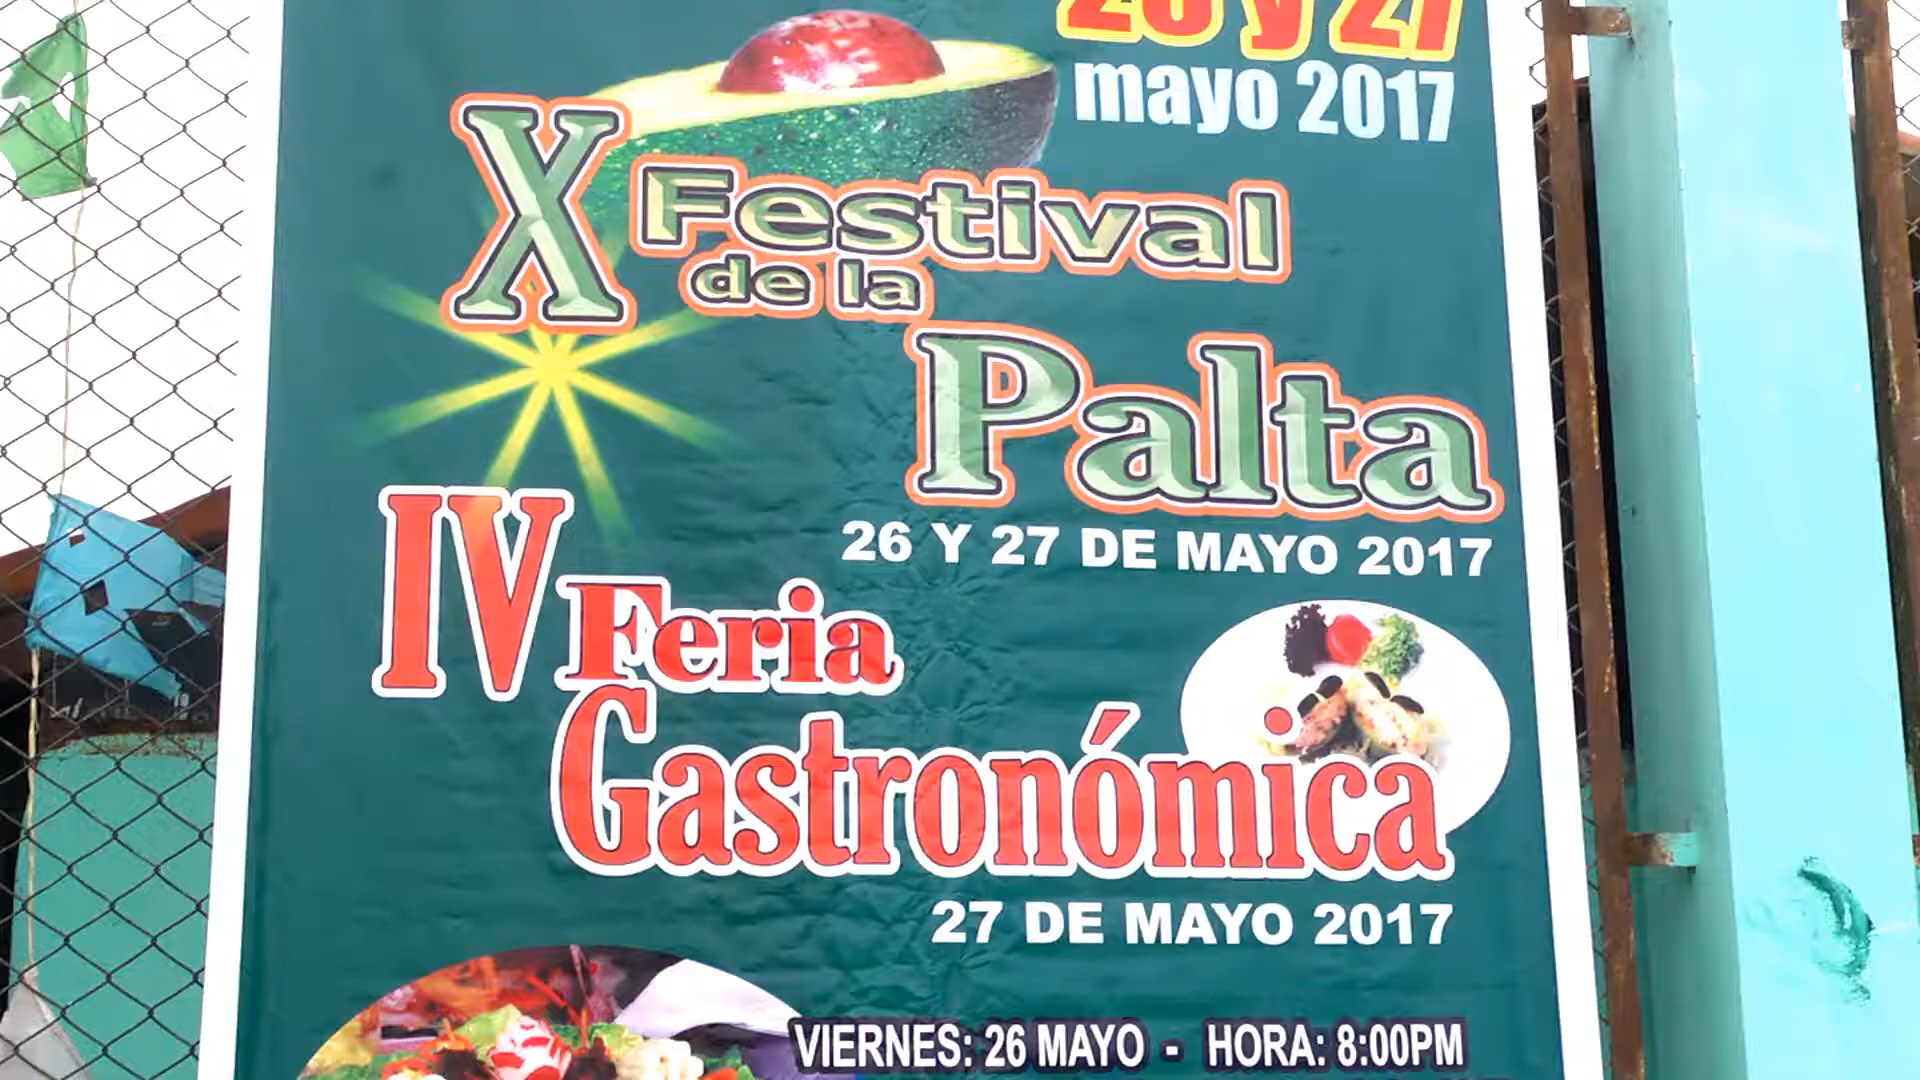 26 y 27
mayo 2017
X Festival
de la
Palta
26 Y 27 DE MAYO 2017
IV Feria
Gastronómica
27 DE MAYO 2017
VIERNES: 26 MAYO - HORA: 8:00PM